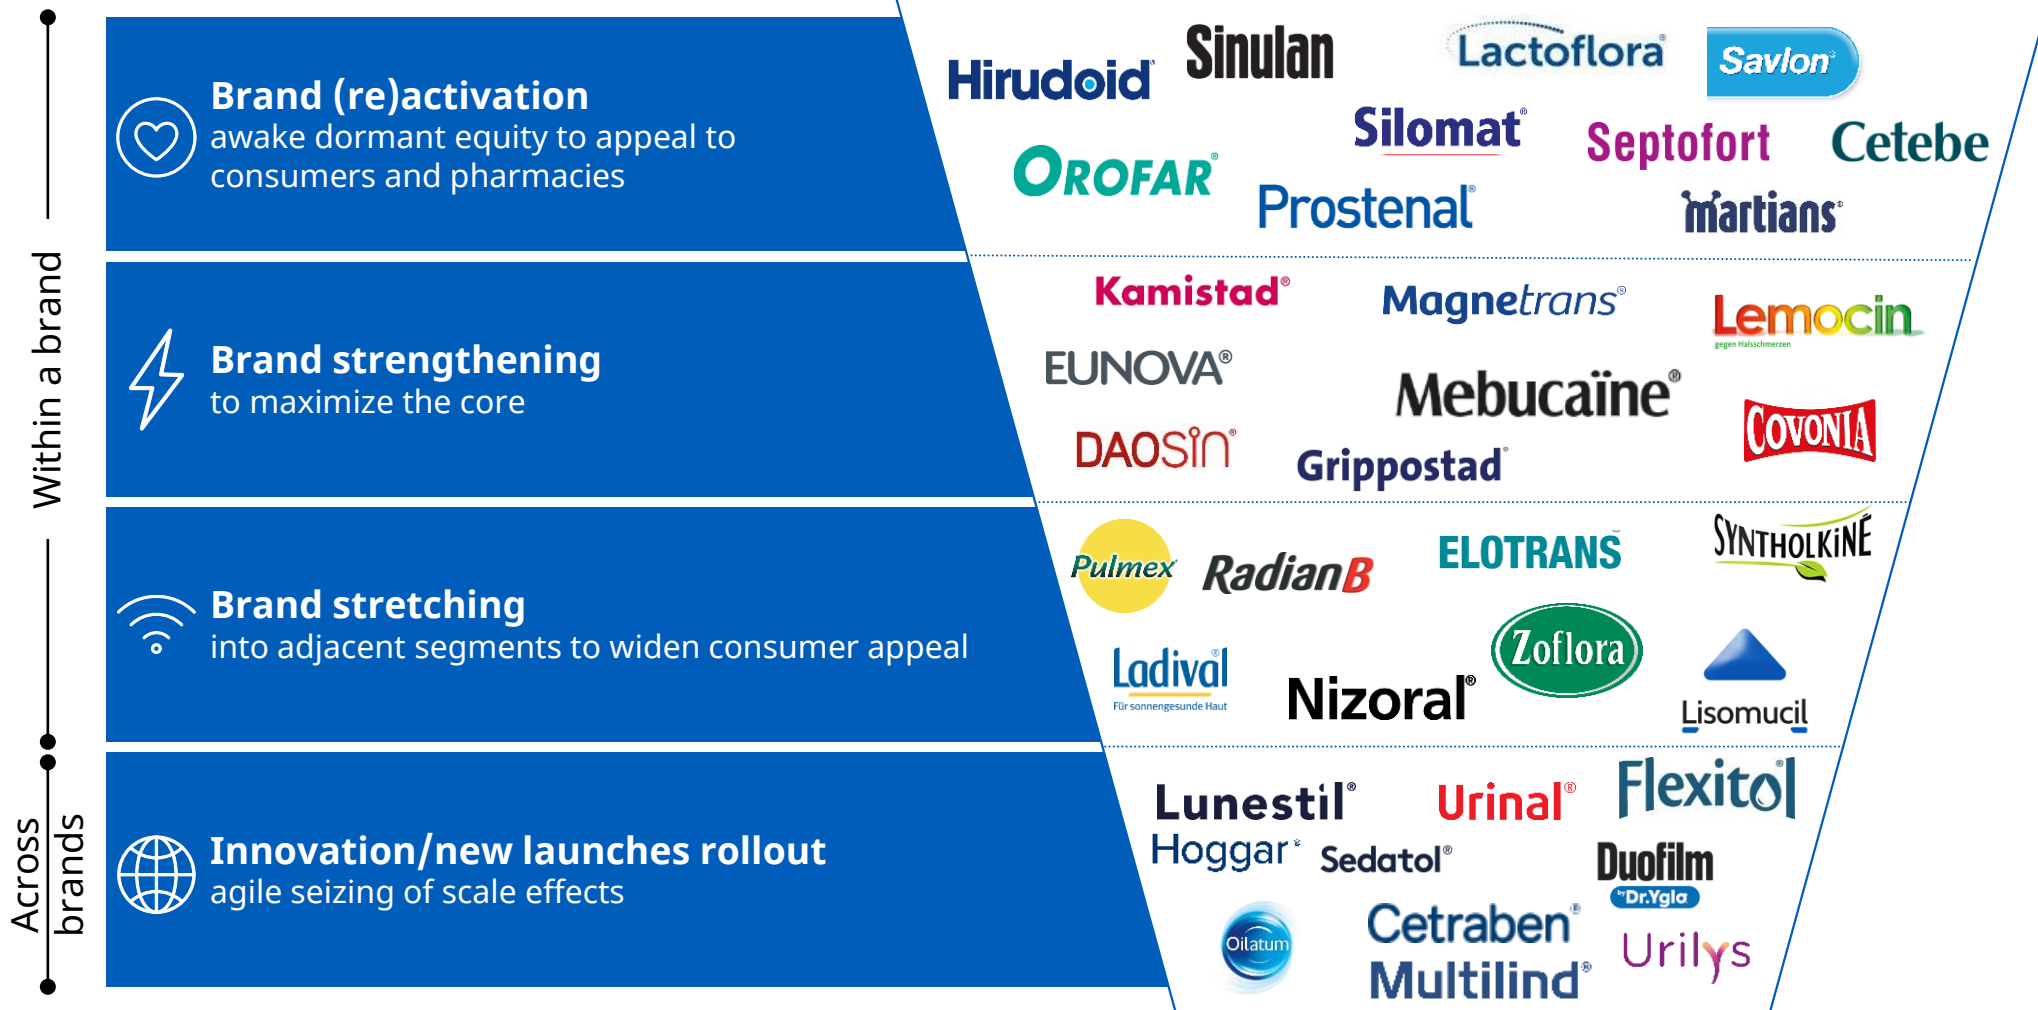 Within a brand
Across
brands
Brand (re)activation
awake dormant equity to appeal to
consumers and pharmacies
Hirudoid
Sinulan
Lactoflora®
Savlon®
OROFAR®
Silomat®
Septofort
Cetebe
Prostenal®
martians®
Brand strengthening
to maximize the core
Kamistad®
Magnetrans®
Lemocin
gegen Halsschmerzen
EUNOVA®
Mebucaïne®
COVONIA
DAOSin®
Grippostad®
Brand stretching
into adjacent segments to widen consumer appeal
Pulmex
Radian B
ELOTRANS
SYNTHOLKiNÉ
Ladival®
Für sonnengesunde Haut
Nizoral®
Zoflora
Lisomucil
Innovation/new launches rollout
agile seizing of scale effects
Lunestil®
Urinal®
Flexitol®
Hoggar®
Sedatol®
Duofilm
by Dr.Ygla
Oilatum
Cetraben®
Multilind®
Urilys